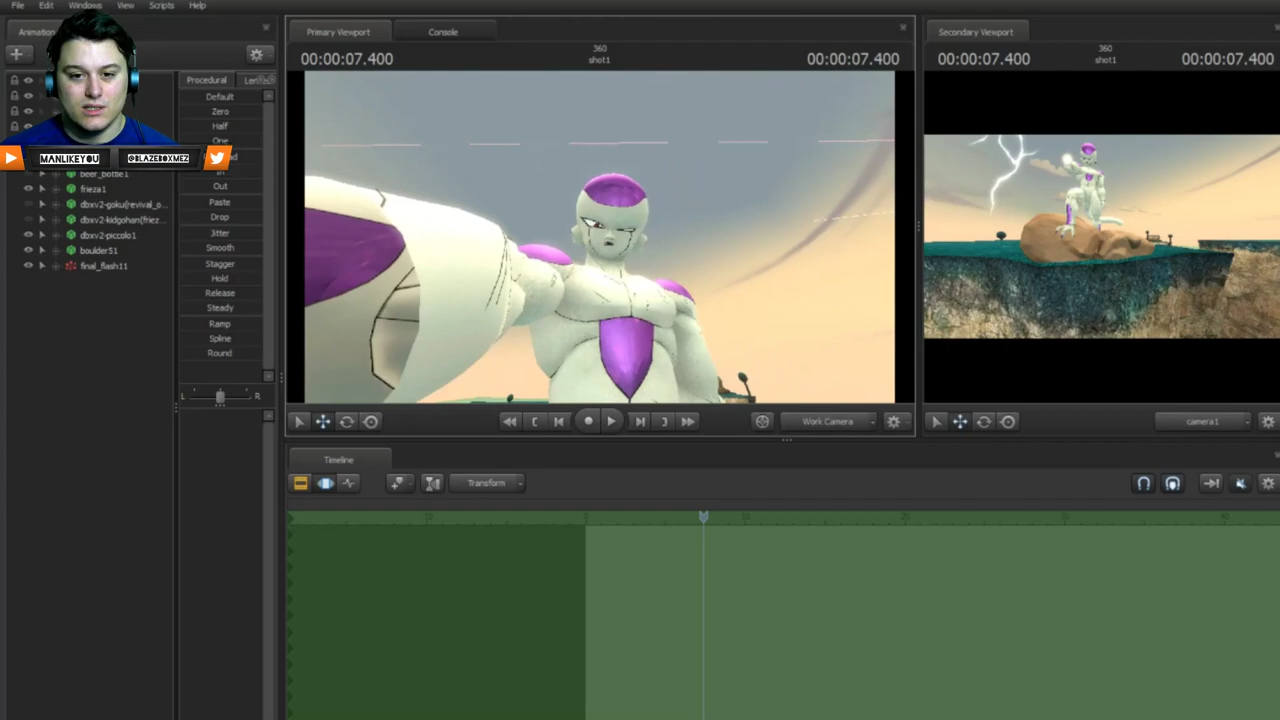 File Edit Windows View Scripts Help
Animation
Primary Viewport Console Secondary Viewport
00:00:07.400 360 00:00:07.400 00:00:07.400 360 00:00:07.400
shot1 shot1
Procedural
Default
Zero
Half
One
MANLIKEYOU @BLAZEBOXMEZ
In
beer_bottle1
Out
frieza1
Paste
dbxv2-goku(revival_o...
Drop
dbxv2-kidgohan(friez...
Jitter
dbxv2-piccolo1
Smooth
boulder51
Stagger
final_flash11
Hold
Release
Steady
Ramp
Spline
Round
L R
Work Camera camera1
Timeline
Transform
0